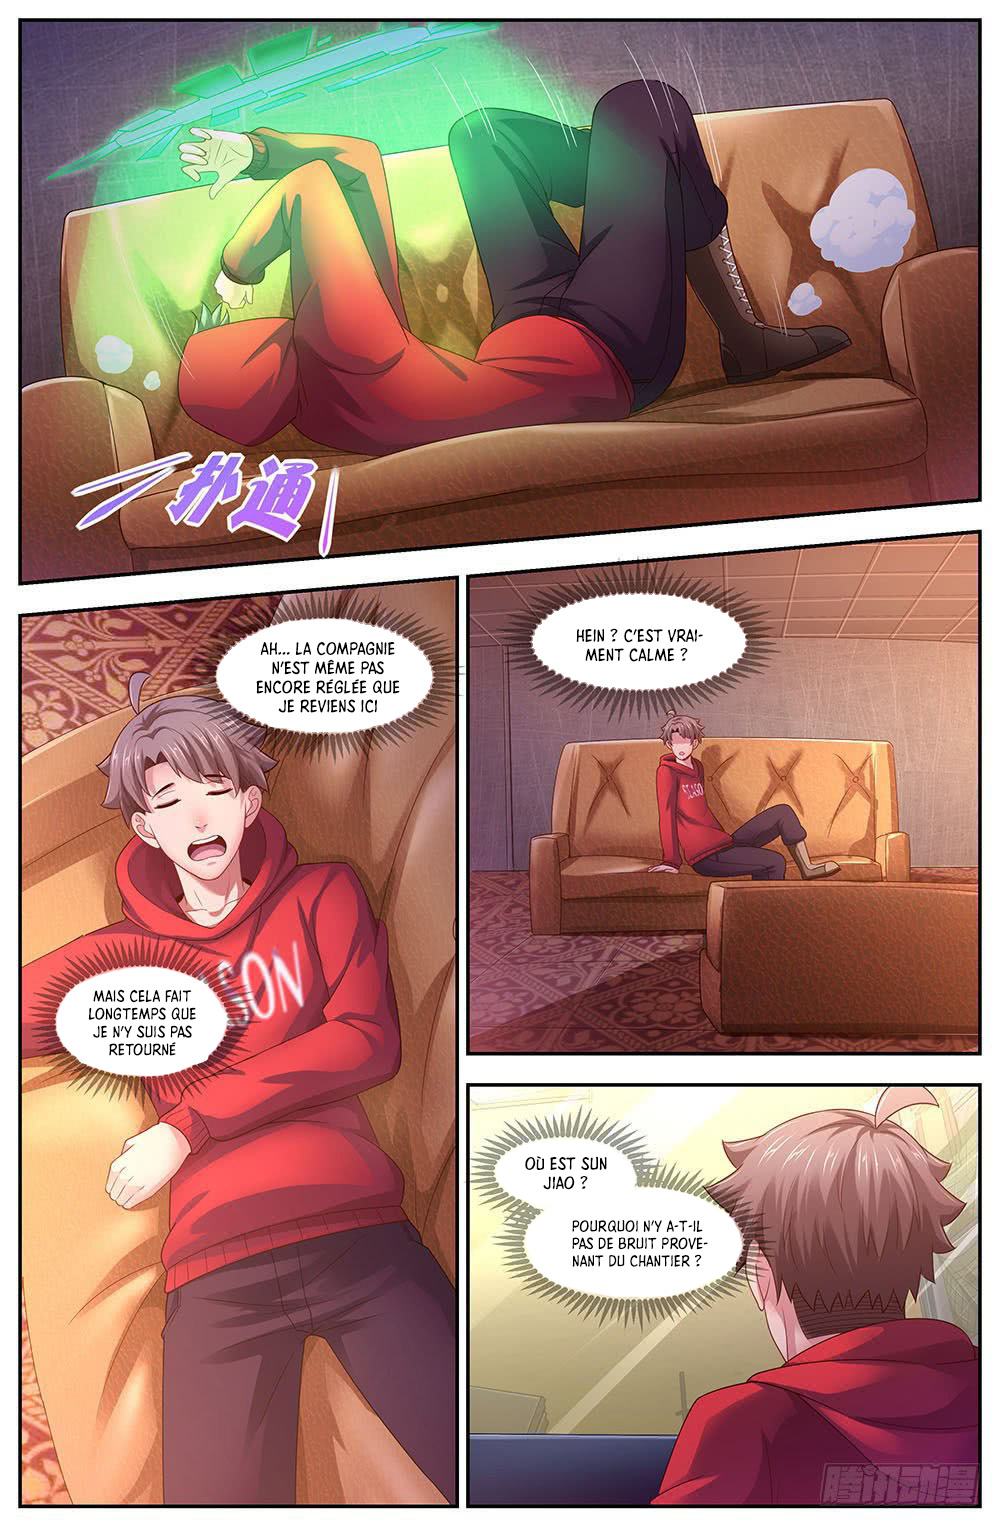 扑通
AH... LA COMPAGNIE
N'EST MÊME PAS
ENCORE RÉGLÉE QUE
JE REVIENS ICI
MAIS CELA FAIT
LONGTEMPS QUE
JE N'Y SUIS PAS
RETOURNÉ
ASON
HEIN ? C'EST VRAI-
MENT CALME ?
SEASON
OÙ EST SUN
JIAO ?
POURQUOI N'Y A-T-IL
PAS DE BRUIT PROVE-
NANT DU CHANTIER ?
腾讯动漫